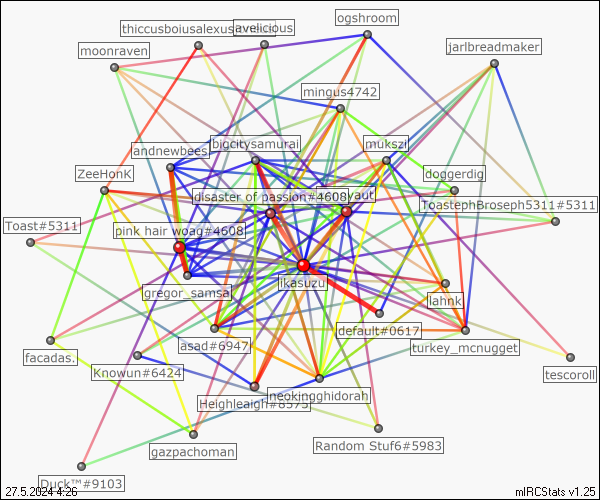 ogshroom
thiccusboiusalexus
avelicious
moonraven
jarlbreadmaker
mingus4742
bigcitysamurai
mukszi
andnewbees
ZeeHonK
doggerdig
disaster of passion#4608
yaut
ToastephBroseph5311#5311
Toast#5311
pink hair woag#4608
ikasuzu
gregor_samsa
lahnk
default#0617
asad#6947
turkey_mcnugget
facadas.
Knowun#6424
tescoroll
Heighleaigh#8575
neokingghidorah
Random Stuf6#5983
gazpachoman
Duck™#9103
27.5.2024 4:26
mIRCStats v1.25